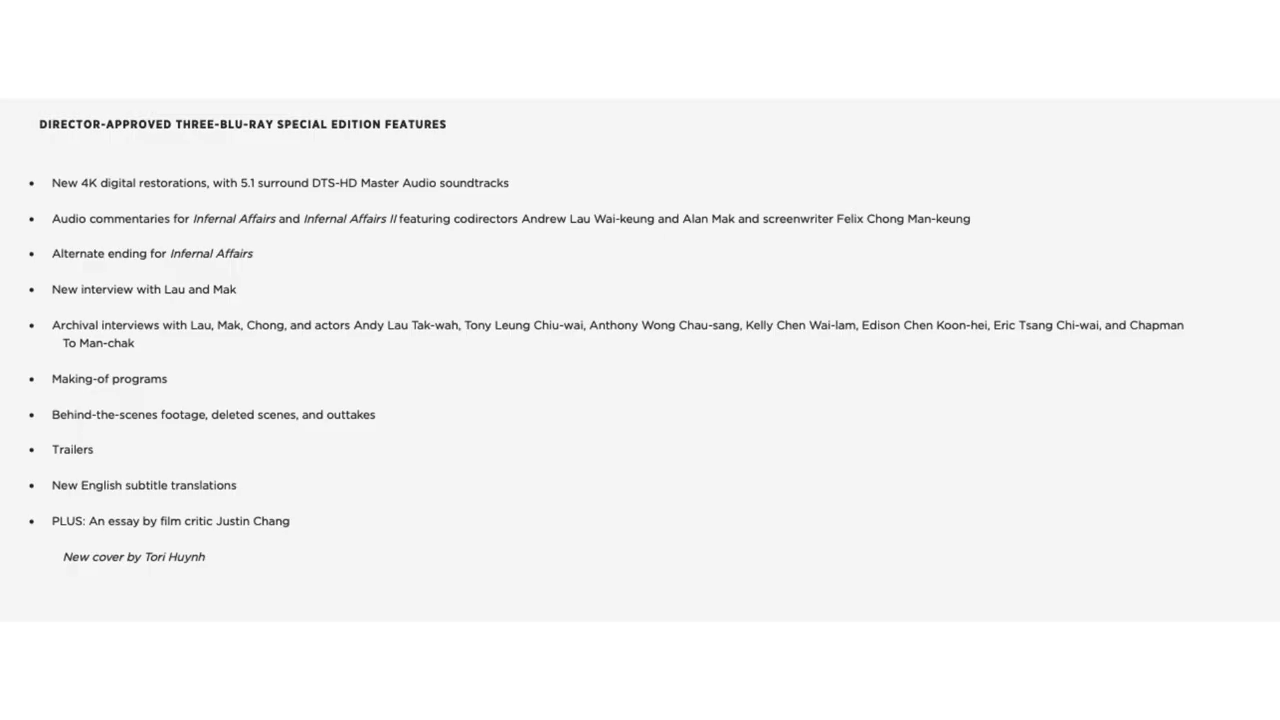 DIRECTOR-APPROVED THREE-BLU-RAY SPECIAL EDITION FEATURES
• New 4K digital restorations, with 5.1 surround DTS-HD Master Audio soundtracks
• Audio commentaries for Infernal Affairs and Infernal Affairs II featuring codirectors Andrew Lau Wai-keung and Alan Mak and screenwriter Felix Chong Man-keung
• Alternate ending for Infernal Affairs
• New interview with Lau and Mak
• Archival interviews with Lau, Mak, Chong, and actors Andy Lau Tak-wah, Tony Leung Chiu-wai, Anthony Wong Chau-sang, Kelly Chen Wai-lam, Edison Chen Koon-hei, Eric Tsang Chi-wai, and Chapman
To Man-chak
• Making-of programs
• Behind-the-scenes footage, deleted scenes, and outtakes
• Trailers
• New English subtitle translations
• PLUS: An essay by film critic Justin Chang
New cover by Tori Huynh